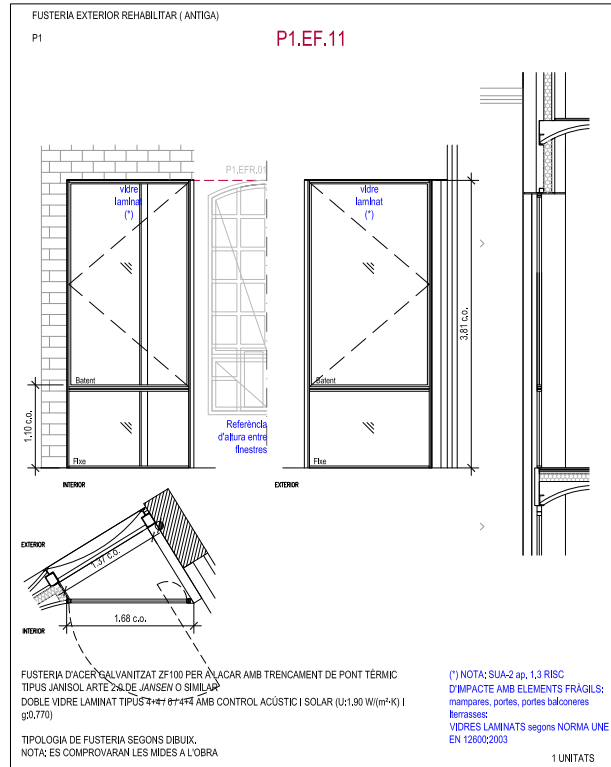 FUSTERIA EXTERIOR REHABILITAR ( ANTIGA)
P1
P1.EF.11
P1.EFR.01
vidre
laminat
(*)
vidre
laminat
(*)
3.81 c.o.
Batent
Batent
1.10 c.o.
Referència
d'altura entre
finestres
Fixe
Fixe
INTERIOR
EXTERIOR
EXTERIOR
1.37 c.o.
1.68 c.o.
INTERIOR
FUSTERIA D'ACER GALVANITZAT ZF100 PER A LACAR AMB TRENCAMENT DE PONT TÈRMIC
TIPUS JANISOL ARTE 2.0 DE JANSEN O SIMILAR
DOBLE VIDRE LAMINAT TIPUS 4+4 / 8 / 4+4 AMB CONTROL ACÚSTIC I SOLAR (U:1.90 W/(m²·K) I
g:0.770)
TIPOLOGIA DE FUSTERIA SEGONS DIBUIX.
NOTA: ES COMPROVARAN LES MIDES A L'OBRA
(*) NOTA: SUA-2 ap. 1.3 RISC
D'IMPACTE AMB ELEMENTS FRÀGILS:
mampares, portes, portes balconeres
iterrasses:
VIDRES LAMINATS segons NORMA UNE
EN 12600:2003
1 UNITATS